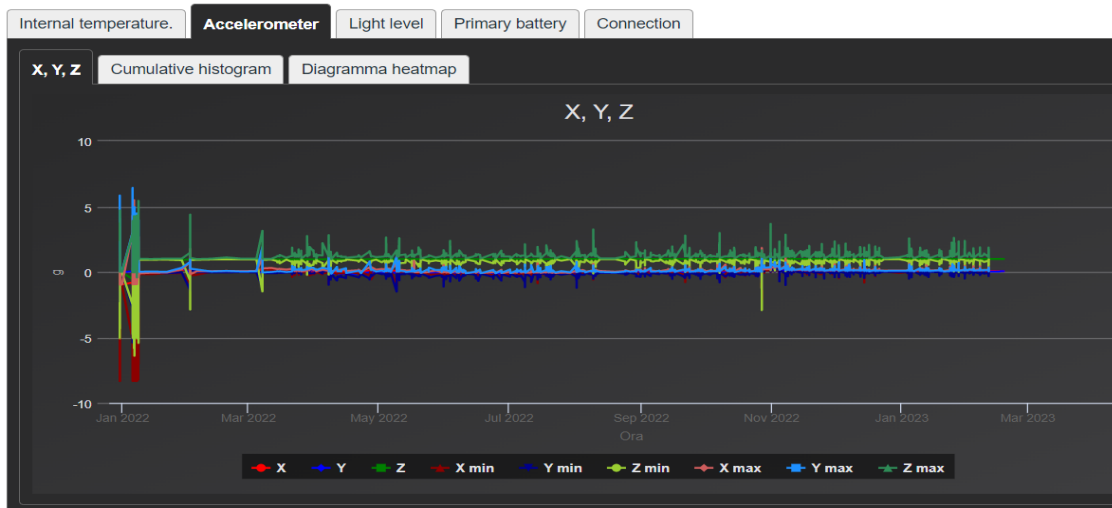 Internal temperature. Accelerometer Light level Primary battery Connection
X, Y, Z Cumulative histogram Diagramma heatmap
X, Y, Z
10
5
0
-5
-10
g
Jan 2022 Mar 2022 May 2022 Jul 2022 Sep 2022 Nov 2022 Jan 2023 Mar 2023
Ora
X Y Z X min Y min Z min X max Y max Z max